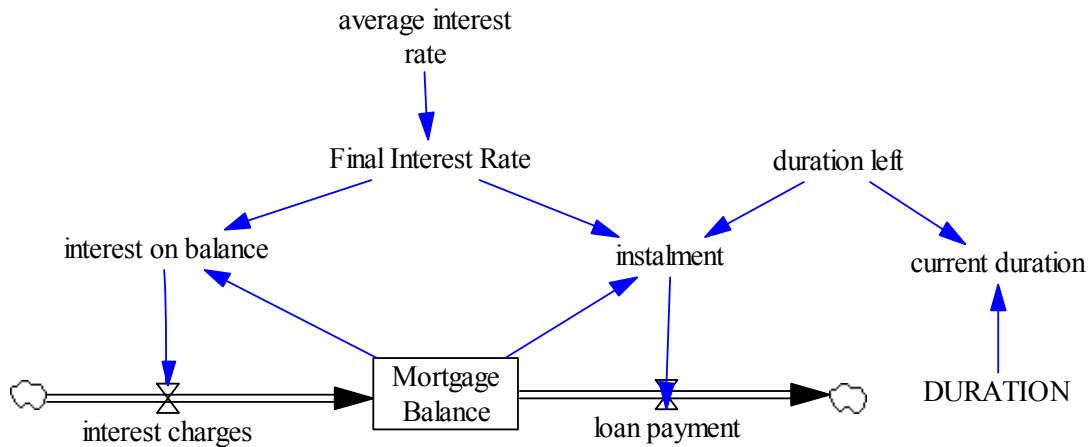 average interest
rate
Final Interest Rate
duration left
interest on balance
instalment
current duration
Mortgage
Balance
interest charges
loan payment
DURATION